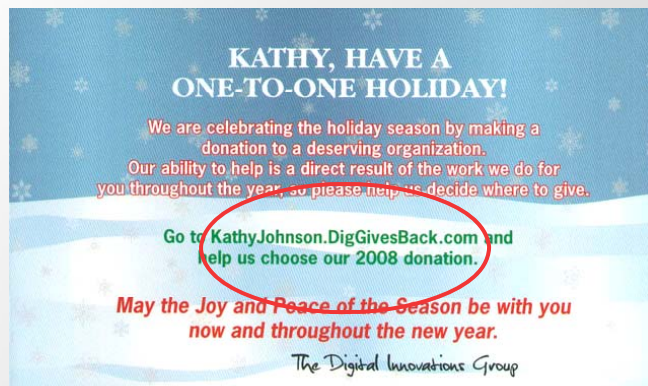 KATHY, HAVE A
ONE-TO-ONE HOLIDAY!
We are celebrating the holiday season by making a
donation to a deserving organization.
Our ability to help is a direct result of the work we do for
you throughout the year, so please help us decide where to give.
Go to KathyJohnson.DigGivesBack.com and
help us choose our 2008 donation.
May the Joy and Peace of the Season be with you
now and throughout the new year.
The Digital Innovations Group